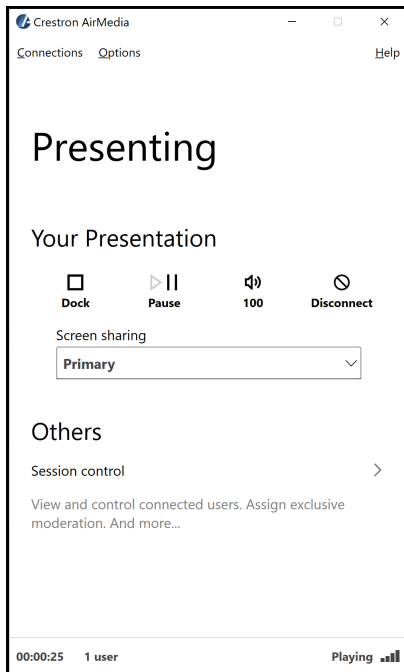 Crestron AirMedia
Connections Options Help
Presenting
Your Presentation
Dock Pause 100 Disconnect
Screen sharing
Primary
Others
Session control
View and control connected users. Assign exclusive
moderation. And more...
00:00:25 1 user Playing